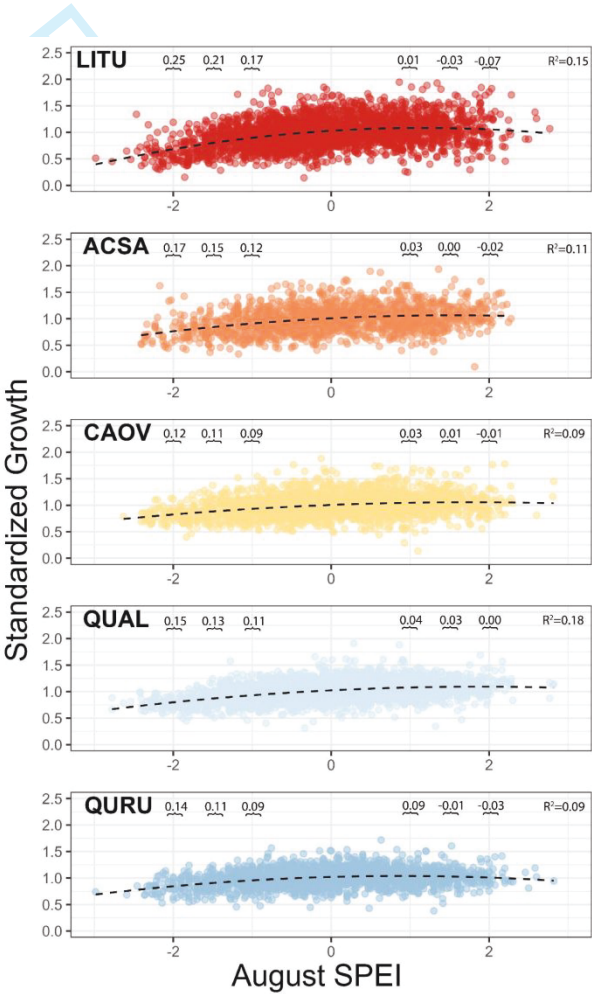 LITU 0.25 0.21 0.17 0.01 -0.03 -0.07 R²=0.15
2.5
2.0
1.5
1.0
0.5
0.0
-2 0 2
ACSA 0.17 0.15 0.12 0.03 0.00 -0.02 R²=0.11
2.5
2.0
1.5
1.0
0.5
0.0
-2 0 2
CAOV 0.12 0.11 0.09 0.03 0.01 -0.01 R²=0.09
2.5
2.0
1.5
1.0
0.5
0.0
-2 0 2
QUAL 0.15 0.13 0.11 0.04 0.03 0.00 R²=0.18
2.5
2.0
1.5
1.0
0.5
0.0
-2 0 2
QURU 0.14 0.11 0.09 0.09 -0.01 -0.03 R²=0.09
2.5
2.0
1.5
1.0
0.5
0.0
-2 0 2
Standardized Growth
August SPEI